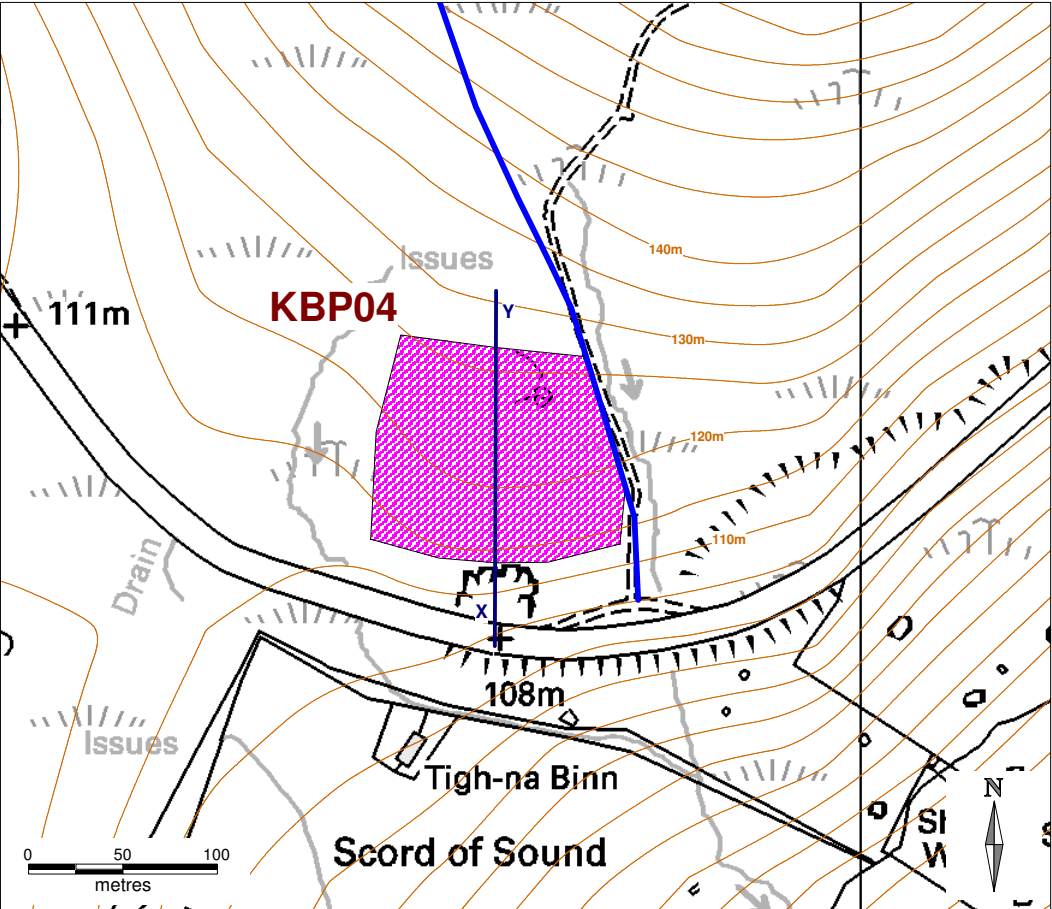 140m
Issues
KBP04
Y
111m
130m
120m
110m
Drain
X
108m
Issues
Tigh-na Binn
N
0 50 100
metres
Scord of Sound